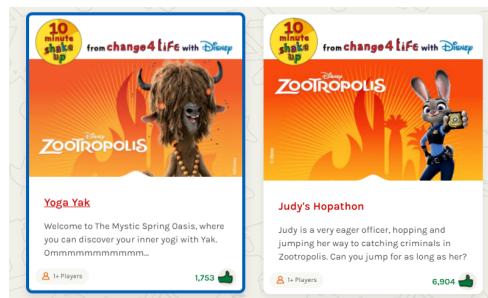 10
minute
shake
up
from change4LiFE with Disney
Disney
ZOOTROPOLIS
Yoga Yak
Welcome to The Mystic Spring Oasis, where
you can discover your inner yogi with Yak.
Ommmmmmmmmmm...
1+ Players
1,753
10
minute
shake
up
from change4LiFE with Disney
Disney
ZOOTROPOLIS
©Disney
Judy's Hopathon
Judy is a very eager officer, hopping and
jumping her way to catching criminals in
Zootropolis. Can you jump for as long as her?
1+ Players
6,904